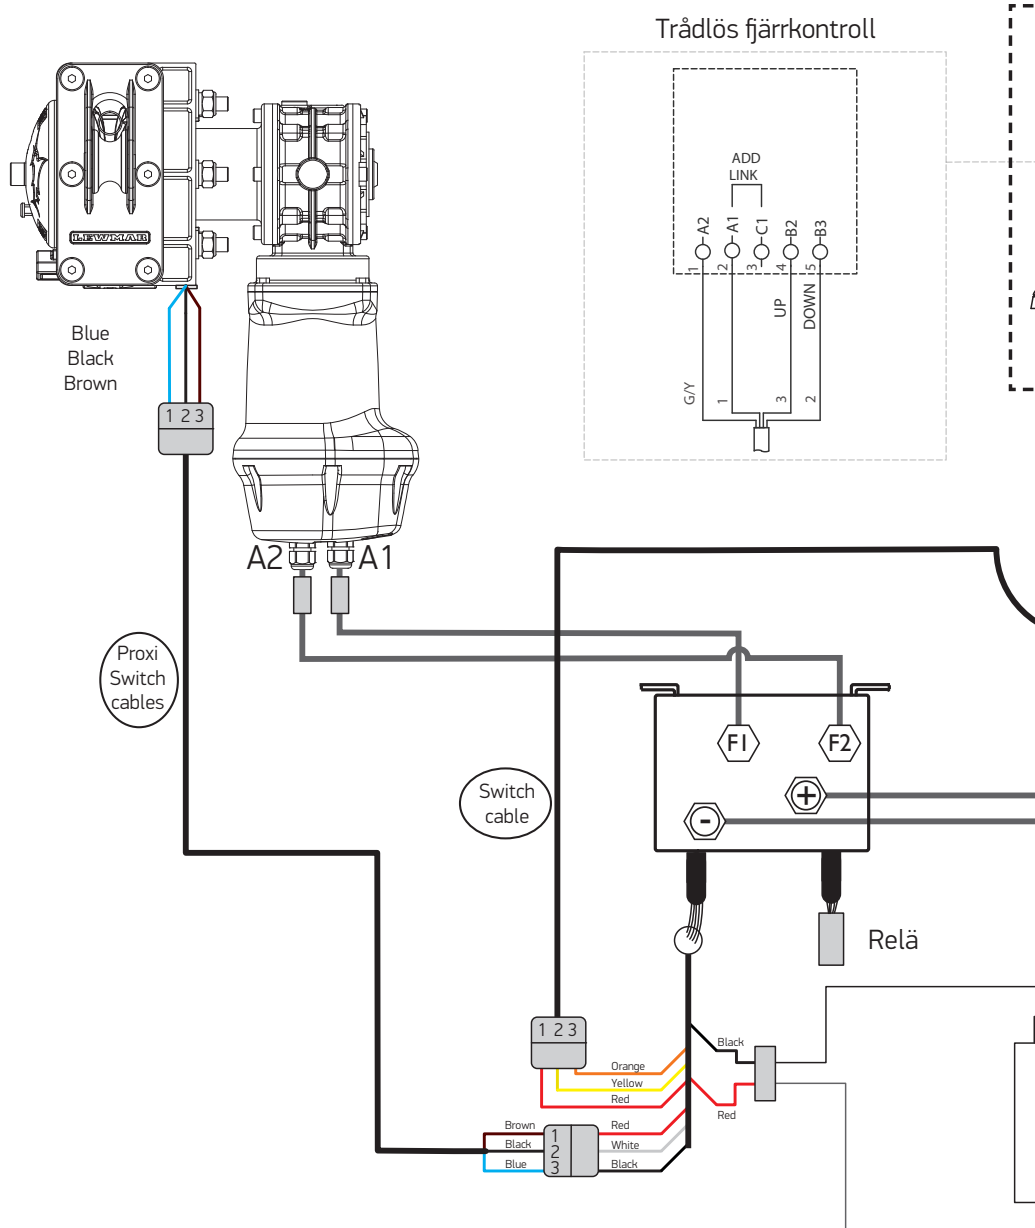 Trådlös fjärrkontroll
ADD
LINK
A2
A1
C1
B2
B3
1
2
3
4
5
UP
DOWN
G/Y
1
3
2
LEWMAR
Blue
Black
Brown
1 2 3
A2
A1
Proxi
Switch
cables
F1
F2
+
-
Switch
cable
Relä
1 2 3
Black
Orange
Yellow
Red
Red
Brown
1
Red
Black
2
White
Blue
3
Black